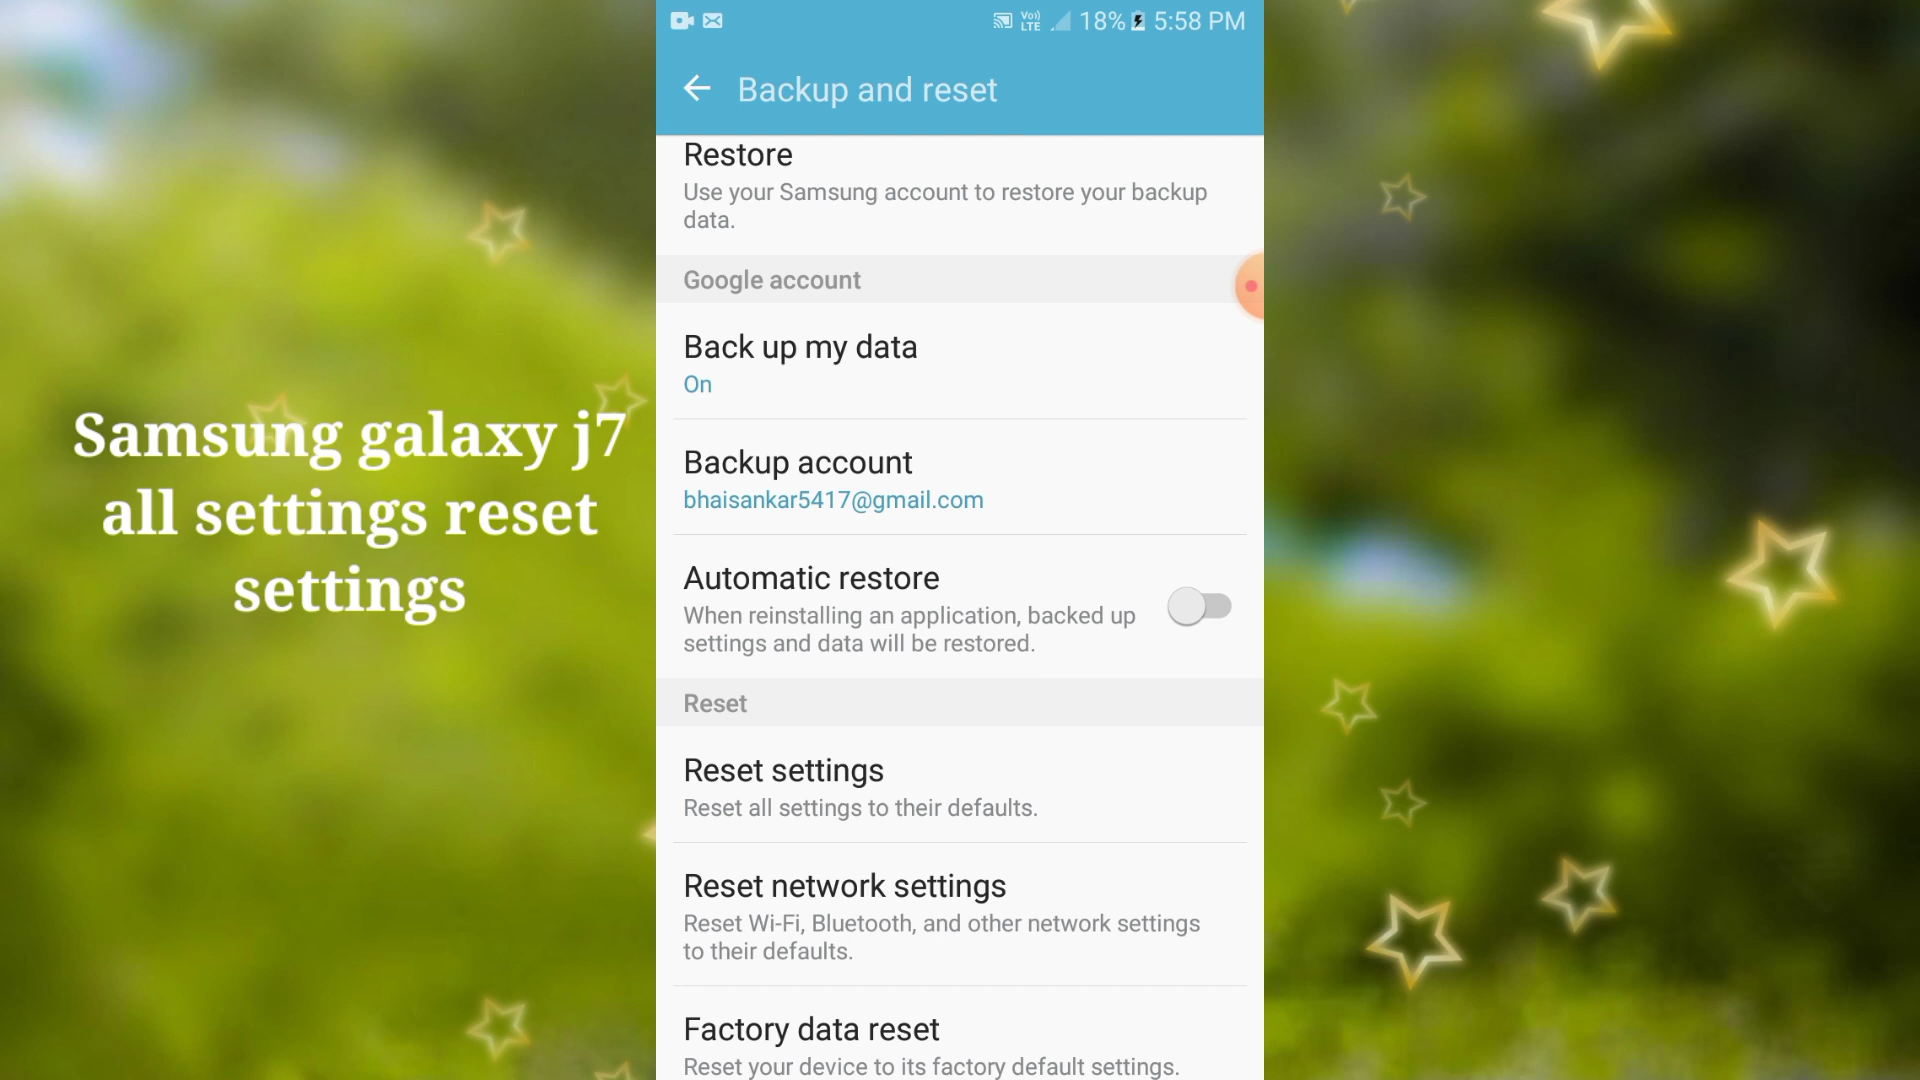 Samsung galaxy j7
all settings reset
settings
Vo)) LTE 18% 5:58 PM
Backup and reset
Restore
Use your Samsung account to restore your backup
data.
Google account
Back up my data
On
Backup account
bhaisankar5417@gmail.com
Automatic restore
When reinstalling an application, backed up
settings and data will be restored.
Reset
Reset settings
Reset all settings to their defaults.
Reset network settings
Reset Wi-Fi, Bluetooth, and other network settings
to their defaults.
Factory data reset
Reset your device to its factory default settings.